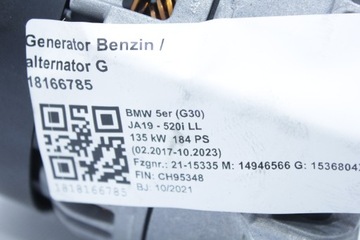 Generator Benzin /
alternator G
18166785
BMW 5er (G30)
JA19 - 520i LL
135 kW 184 PS
(02.2017-10.2023)
Fzgnr.: 21-15335 M: 14946566 G: 1536804
FIN: CH95348
BJ: 10/2021
1818166785